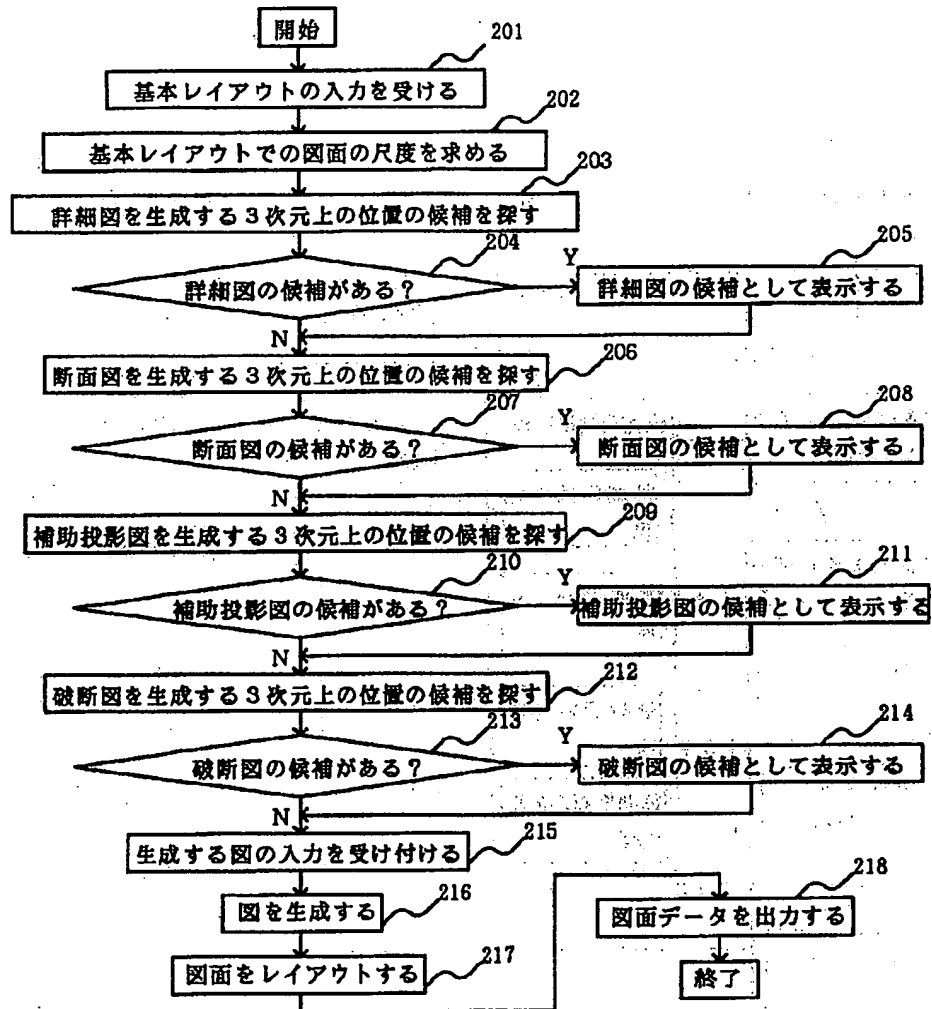 開始
201
基本レイアウトの入力を受ける
202
基本レイアウトでの図面の尺度を求める
203
詳細図を生成する3次元上の位置の候補を探す
204
詳細図の候補がある?
Y
205
詳細図の候補として表示する
N
206
断面図を生成する3次元上の位置の候補を探す
207
断面図の候補がある?
Y
208
断面図の候補として表示する
N
209
補助投影図を生成する3次元上の位置の候補を探す
210
補助投影図の候補がある?
Y
211
補助投影図の候補として表示する
N
212
破断図を生成する3次元上の位置の候補を探す
213
破断図の候補がある?
Y
214
破断図の候補として表示する
N
215
生成する図の入力を受け付ける
216
図を生成する
217
図面をレイアウトする
218
図面データを出力する
終了